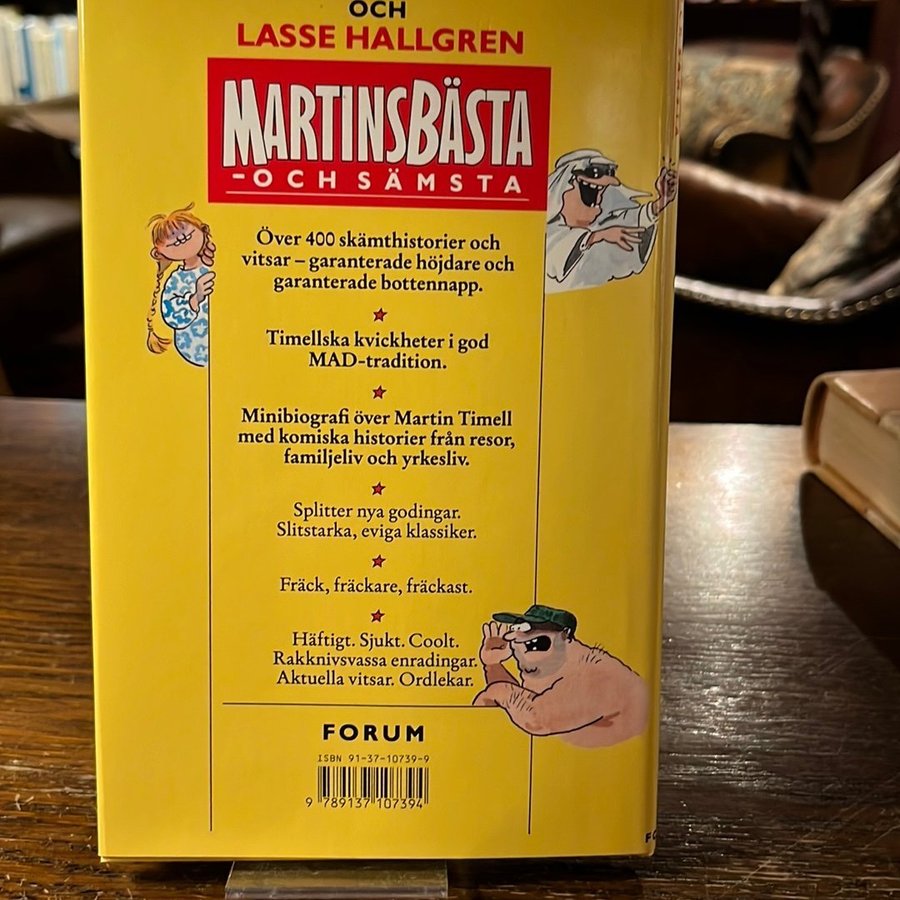 OCH
LASSE HALLGREN
MARTINS BÄSTA
-OCH SÄMSTA
Över 400 skämthistorier och
vitsar – garanterade höjdare och
garanterade bottennapp.
Timellska kvickheter i god
MAD-tradition.
Minibiografi över Martin Timell
med komiska historier från resor,
familjeliv och yrkesliv.
Splitter nya godingar.
Slitstarka, eviga klassiker.
Fräck, fräckare, fräckast.
Häftigt. Sjukt. Coolt.
Rakknivsvassa enradingar.
Aktuella vitsar. Ordlekar.
FORUM
ISBN 91-37-10739-9
9 789137 107394